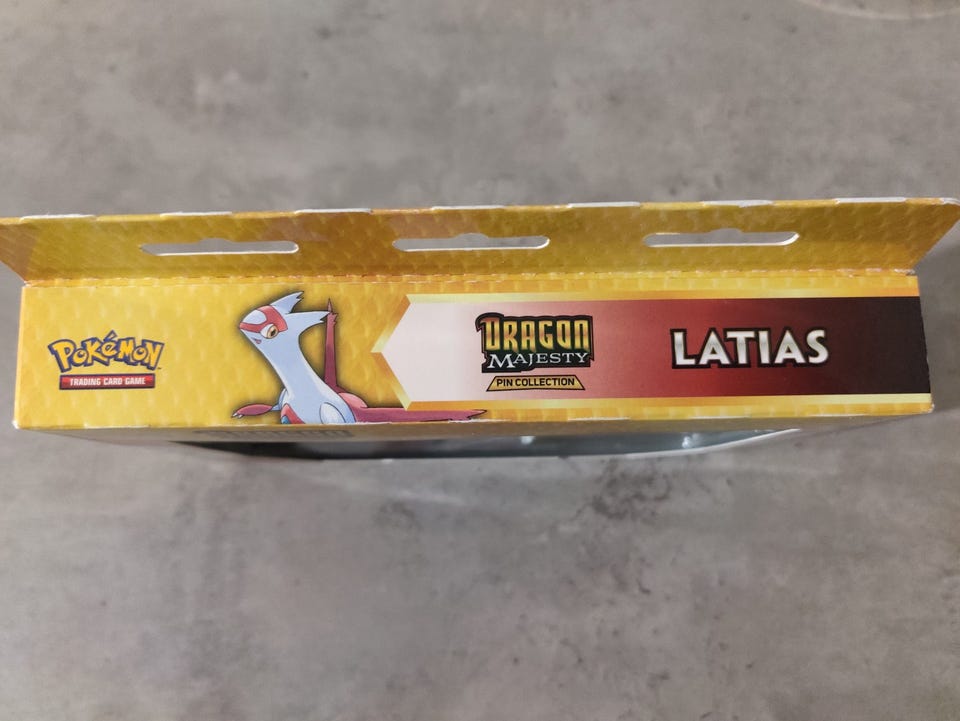 POKéMON
TRADING CARD GAME
DRAGON
MAJESTY
PIN COLLECTION
LATIAS